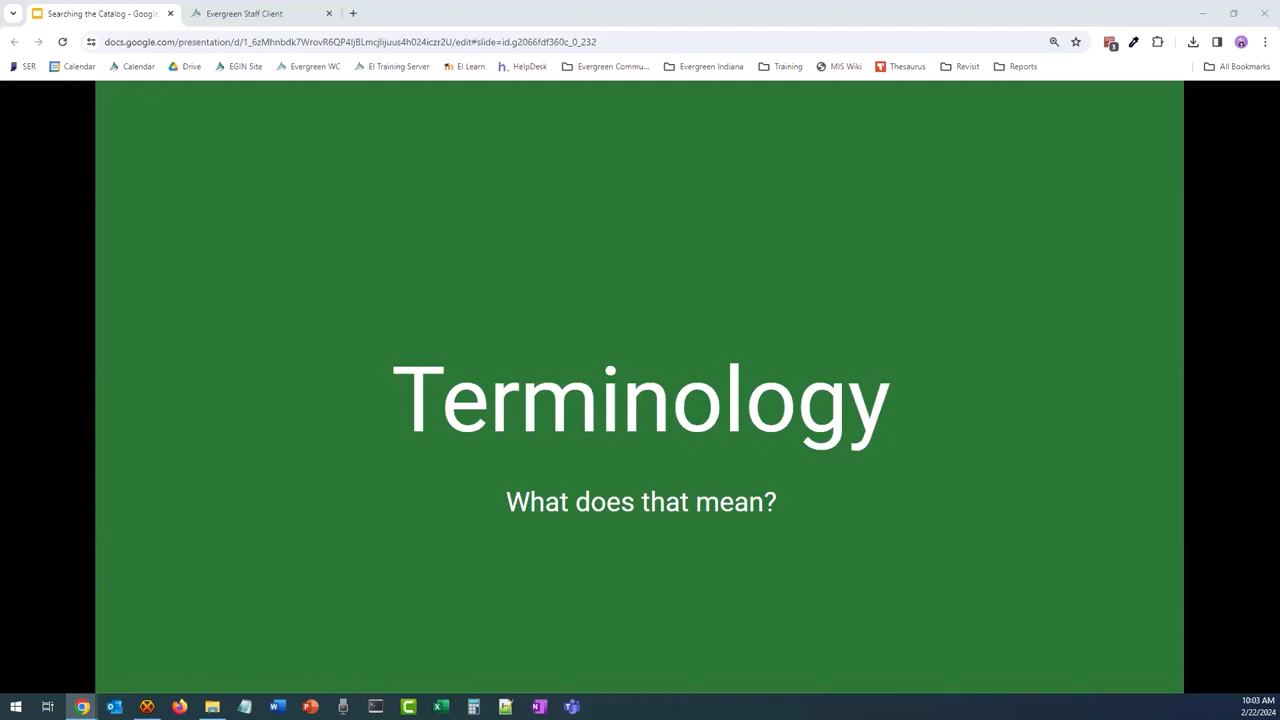 Searching the Catalog - Google
Evergreen Staff Client
docs.google.com/presentation/d/1_6zMhnbdk7WrovR6QP4IjBLmcjlijuus4h024iczr2U/edit#slide=id.g2066fdf360c_0_232
SER
Calendar
Calendar
Drive
EGIN Site
Evergreen WC
EI Training Server
EI Learn
HelpDesk
Evergreen Commu...
Evergreen Indiana
Training
MIS Wiki
Thesaurus
Revisit
Reports
All Bookmarks
Terminology
What does that mean?
10:03 AM
2/22/2024